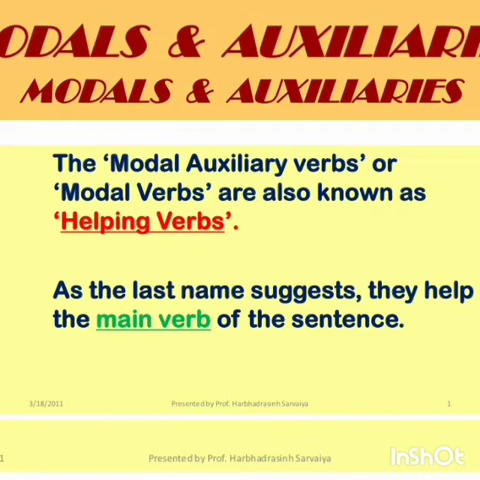 ODALS & AUXILIARI
MODALS & AUXILIARIES
The ‘Modal Auxiliary verbs’ or
‘Modal Verbs’ are also known as
‘Helping Verbs’.
As the last name suggests, they help
the main verb of the sentence.
3/18/2011 Presented by Prof. Harbhadrasinh Sarvaiya 1
1 Presented by Prof. Harbhadrasinh Sarvaiya InShOt